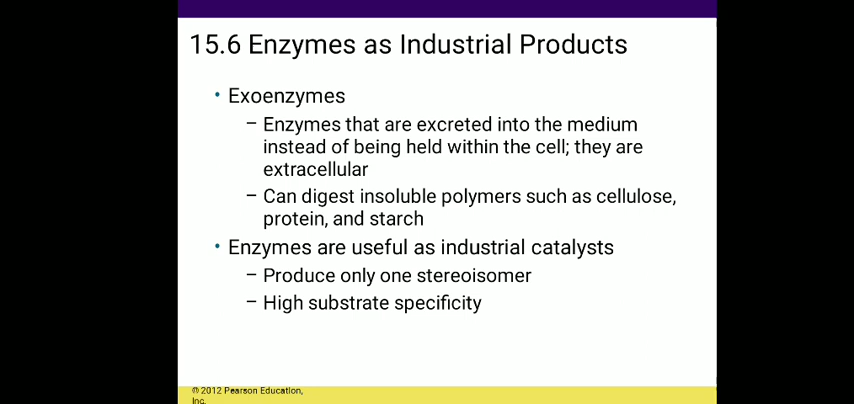 15.6 Enzymes as Industrial Products
• Exoenzymes
– Enzymes that are excreted into the medium
instead of being held within the cell; they are
extracellular
– Can digest insoluble polymers such as cellulose,
protein, and starch
• Enzymes are useful as industrial catalysts
– Produce only one stereoisomer
– High substrate specificity
© 2012 Pearson Education,
Inc.